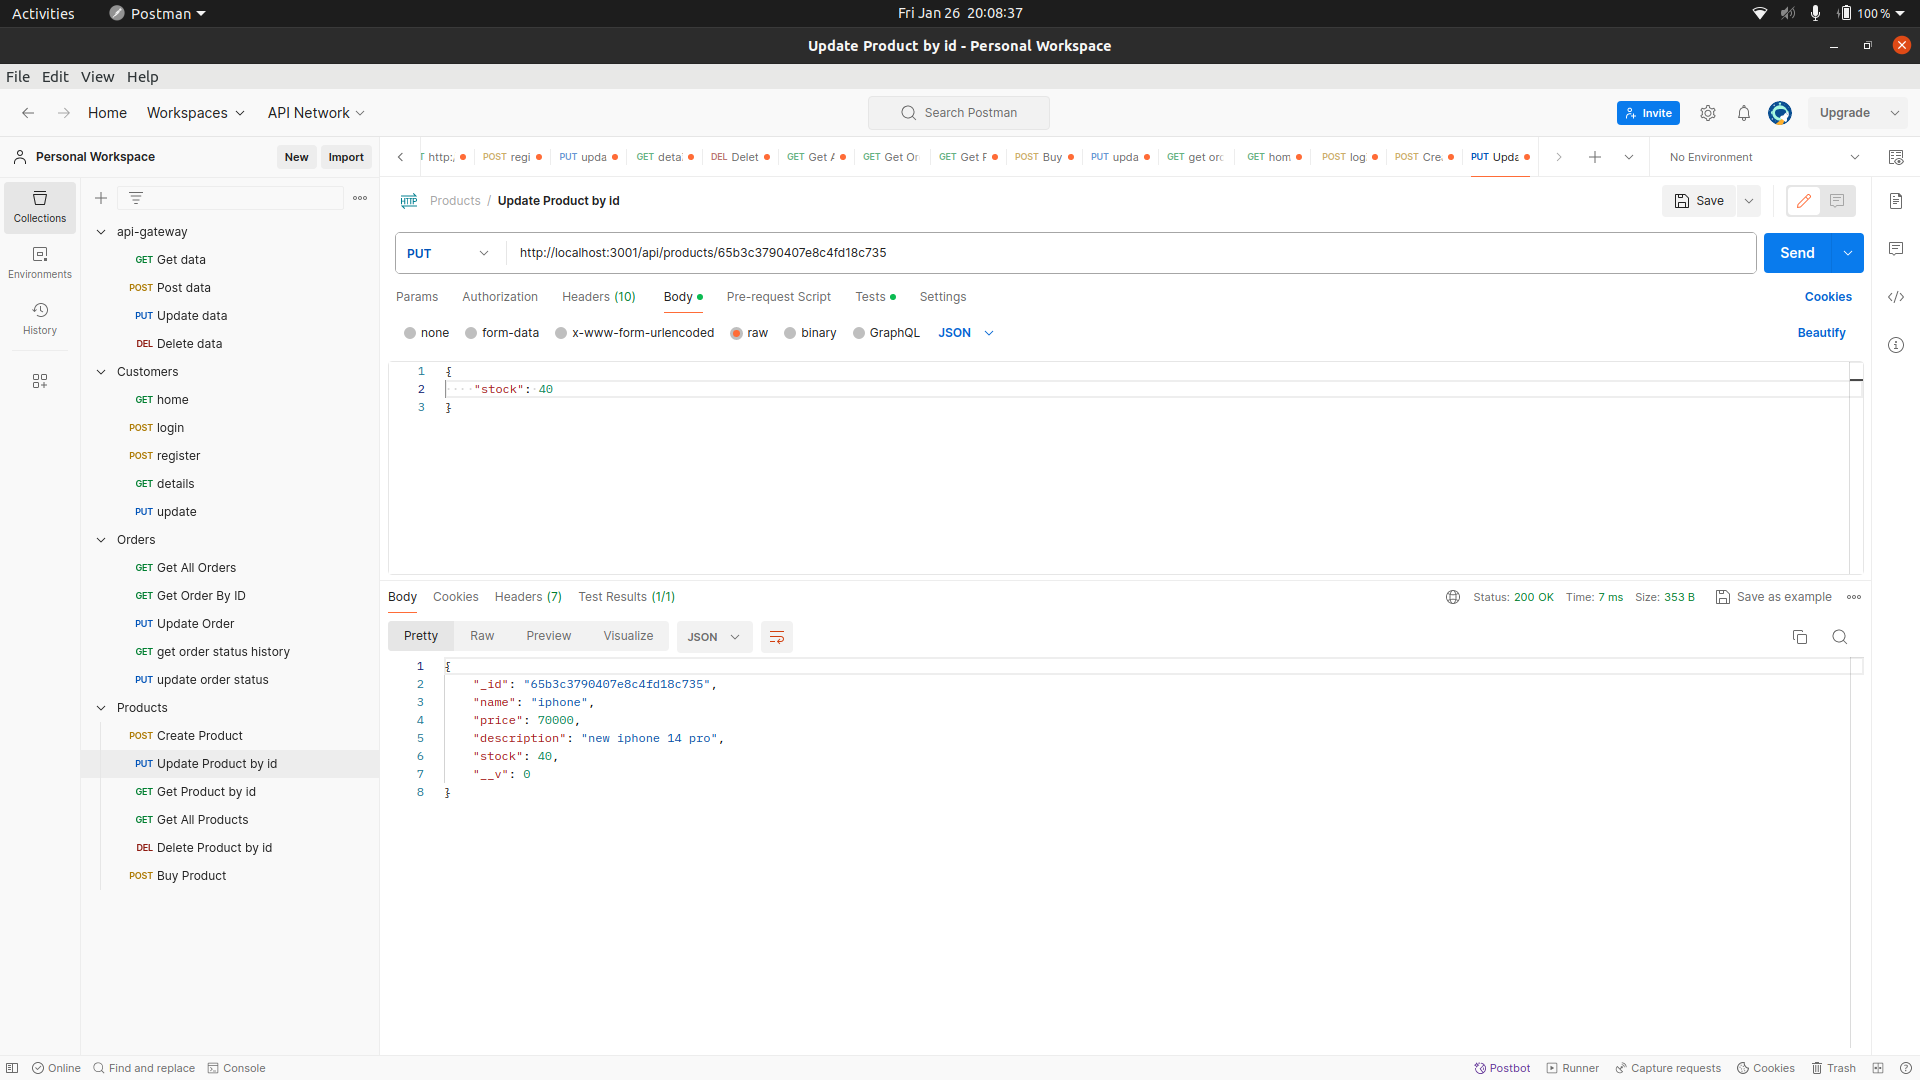 Activities Postman Fri Jan 26 20:08:37 100 %
Update Product by id - Personal Workspace
File Edit View Help
Home Workspaces API Network Search Postman Invite Upgrade
Personal Workspace New Import
http:/ POST regi PUT upda GET deta DEL Delet GET Get A GET Get Or GET Get F POST Buy PUT upda GET get orc GET hom POST log POST Cre PUT Upda No Environment
Collections
Environments
History
api-gateway
GET Get data
POST Post data
PUT Update data
DEL Delete data
Customers
GET home
POST login
POST register
GET details
PUT update
Orders
GET Get All Orders
GET Get Order By ID
PUT Update Order
GET get order status history
PUT update order status
Products
POST Create Product
PUT Update Product by id
GET Get Product by id
GET Get All Products
DEL Delete Product by id
POST Buy Product
HTTP Products / Update Product by id Save
PUT http://localhost:3001/api/products/65b3c3790407e8c4fd18c735 Send
Params Authorization Headers (10) Body Pre-request Script Tests Settings Cookies
none form-data x-www-form-urlencoded raw binary GraphQL JSON Beautify
1 {
2 "stock": 40
3 }
Body Cookies Headers (7) Test Results (1/1) Status: 200 OK Time: 7 ms Size: 353 B Save as example
Pretty Raw Preview Visualize JSON
1 {
2 "_id": "65b3c3790407e8c4fd18c735",
3 "name": "iphone",
4 "price": 70000,
5 "description": "new iphone 14 pro",
6 "stock": 40,
7 "__v": 0
8 }
Online Find and replace Console Postbot Runner Capture requests Cookies Trash